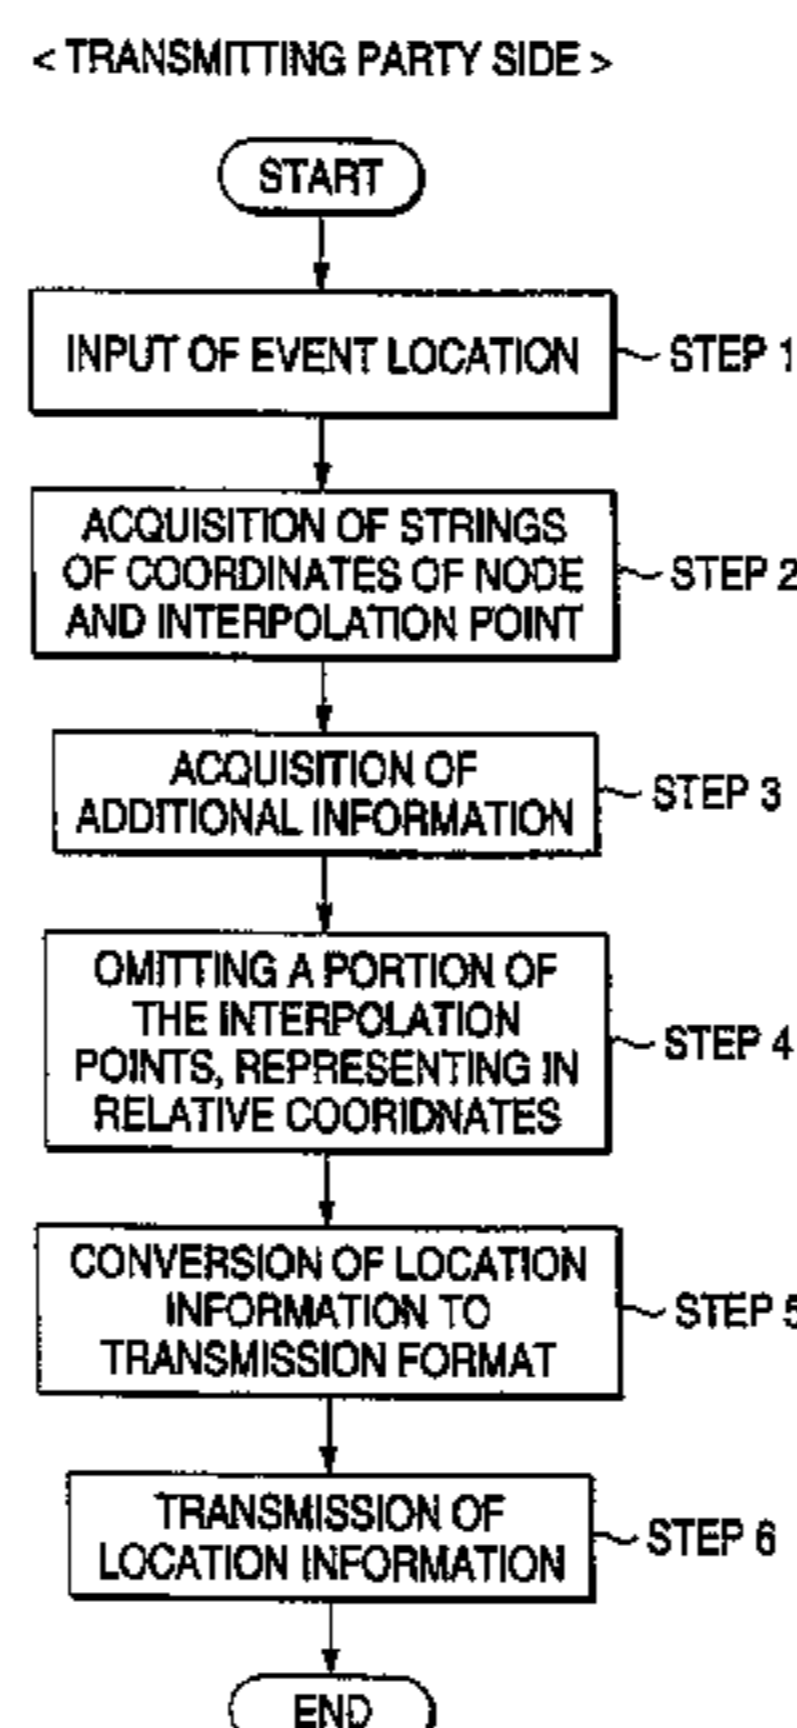 < TRANSMITTING PARTY SIDE >
START
INPUT OF EVENT LOCATION
STEP 1
ACQUISITION OF STRINGS
OF COORDINATES OF NODE
AND INTERPOLATION POINT
STEP 2
ACQUISITION OF
ADDITIONAL INFORMATION
STEP 3
OMITTING A PORTION OF
THE INTERPOLATION
POINTS, REPRESENTING IN
RELATIVE COORIDNATES
STEP 4
CONVERSION OF LOCATION
INFORMATION TO
TRANSMISSION FORMAT
STEP 5
TRANSMISSION OF
LOCATION INFORMATION
STEP 6
END